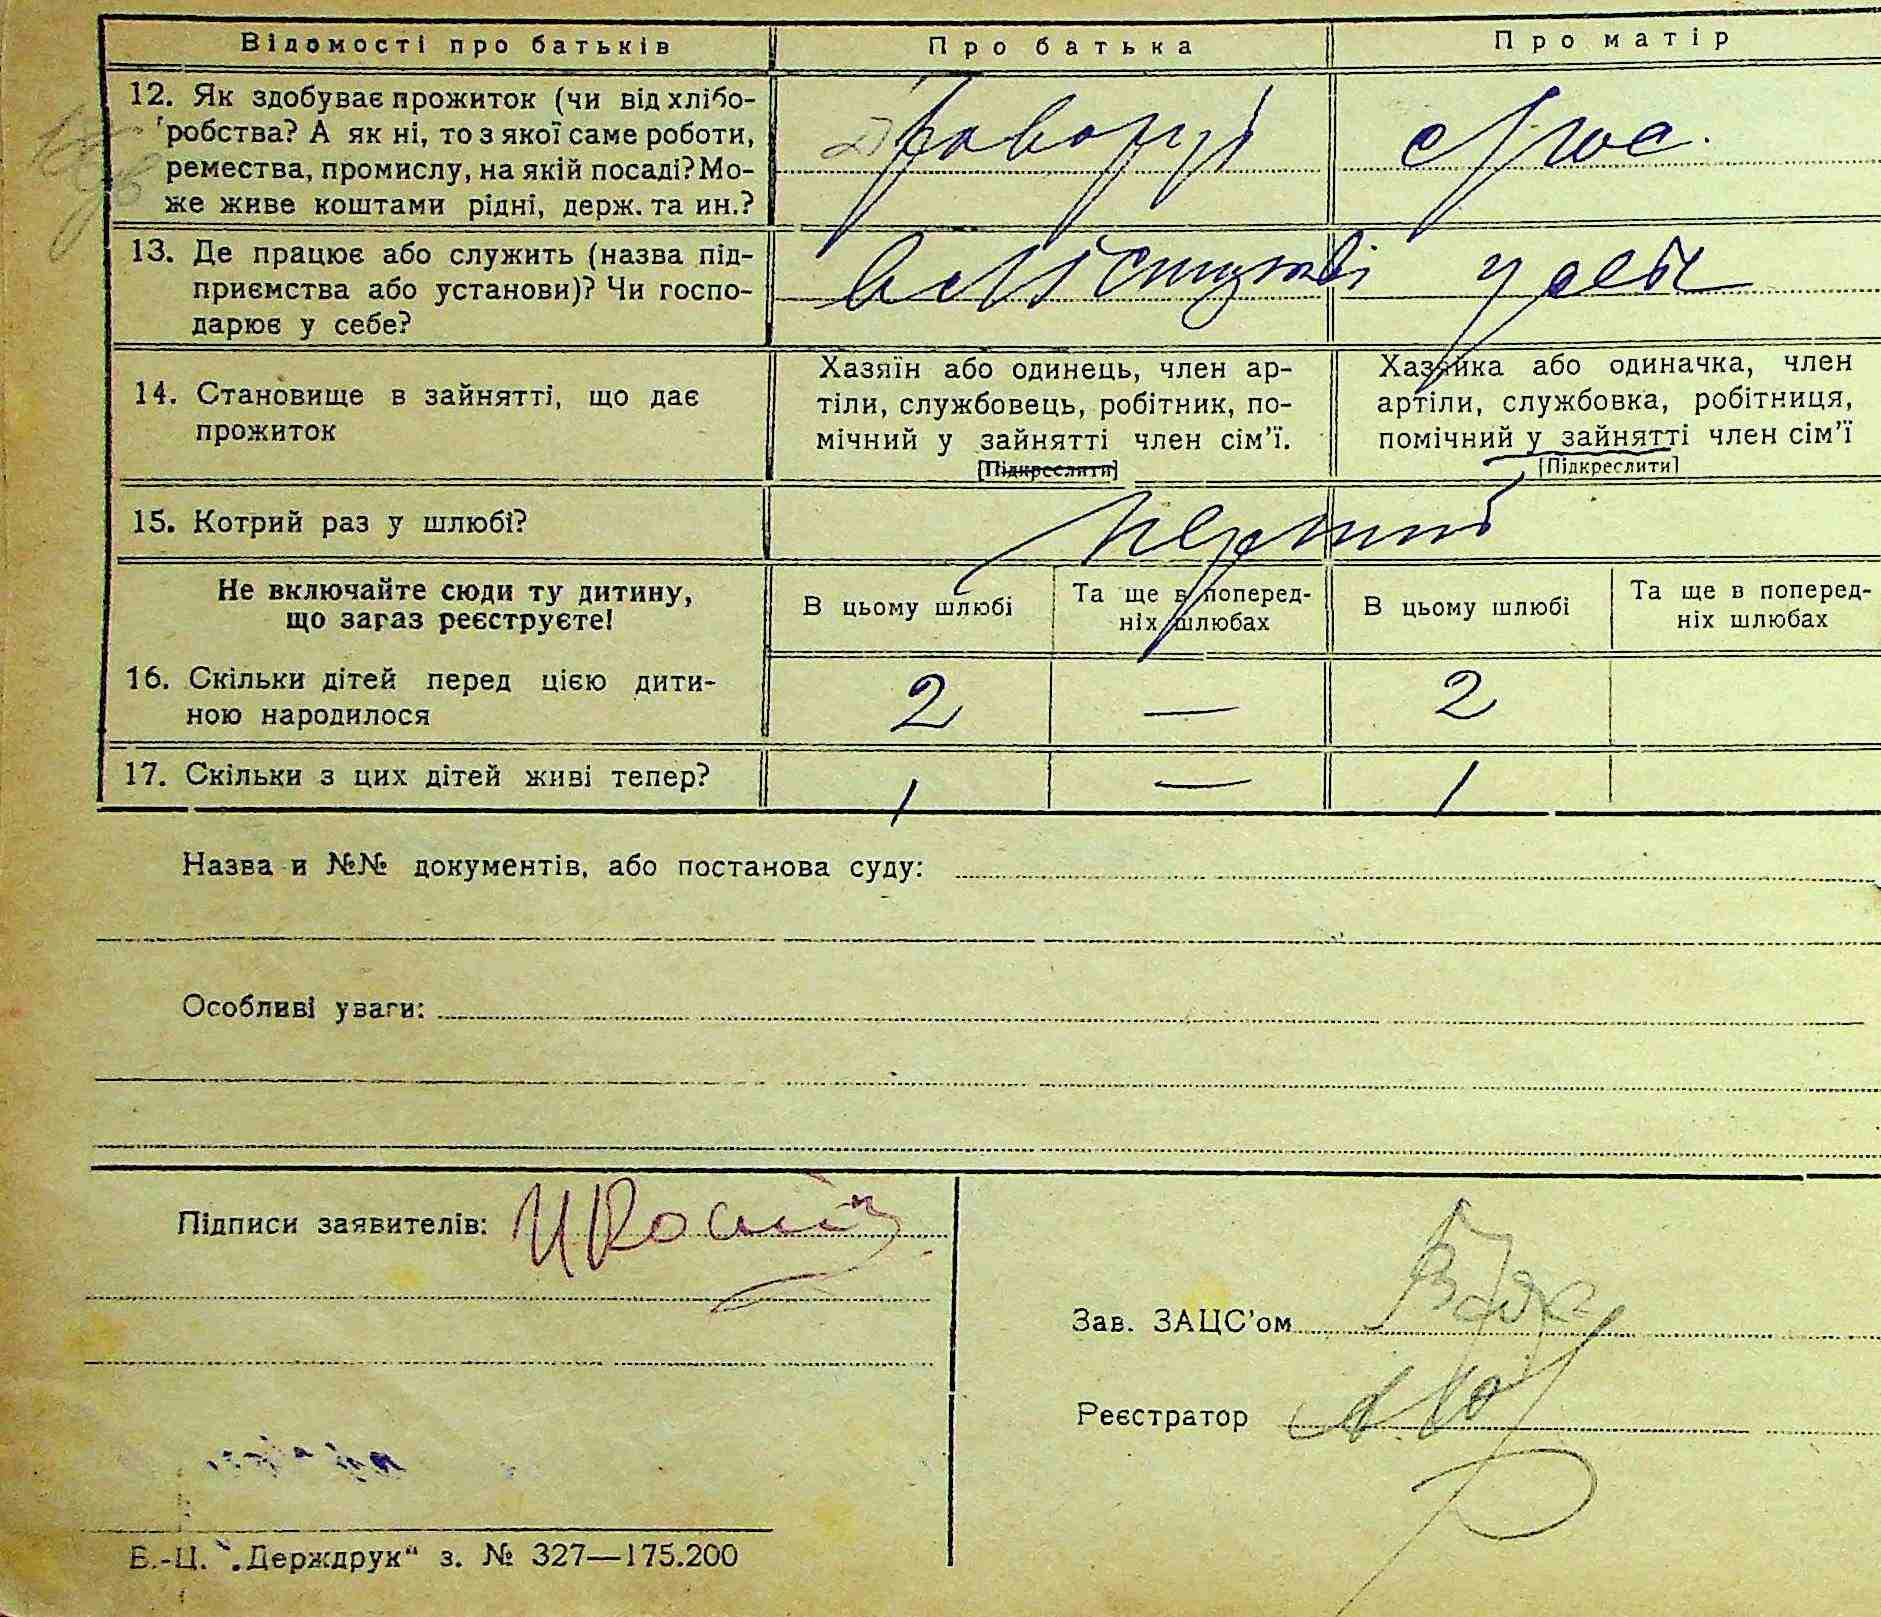 Відомості про батьків
Про батька
Про матір
12. Як здобуває прожиток (чи від хлібо-
робства? А як ні, то з якої саме роботи,
ремества, промислу, на якій посаді? Мо-
же живе коштами рідні, держ. та ин.?
13. Де працює або служить (назва під-
приємства або установи)? Чи госпо-
дарює у себе?
14. Становище в зайнятті, що дає
прожиток
Хазяїн або одинець, член ар-
тіли, службовець, робітник, по-
мічний у зайнятті член сім'ї.
[Підкреслити]
Хазяйка або одиначка, член
артіли, службовка, робітниця,
помічний у зайнятті член сім'ї
[Підкреслити]
15. Котрий раз у шлюбі?
перший
Не включайте сюди ту дитину,
що загаз реєструєте!
В цьому шлюбі
Та ще в поперед-
ніх шлюбах
В цьому шлюбі
Та ще в поперед-
ніх шлюбах
16. Скільки дітей перед цією дити-
ною народилося
2 — 2
17. Скільки з цих дітей живі тепер?
1 — 1
Назва и №№ документів, або постанова суду:
Особливі уваги:
Підписи заявителів:
Зав. ЗАЦС'ом
Реєстратор
Б.-Ц. „Держдрук“ з. № 327—175.200